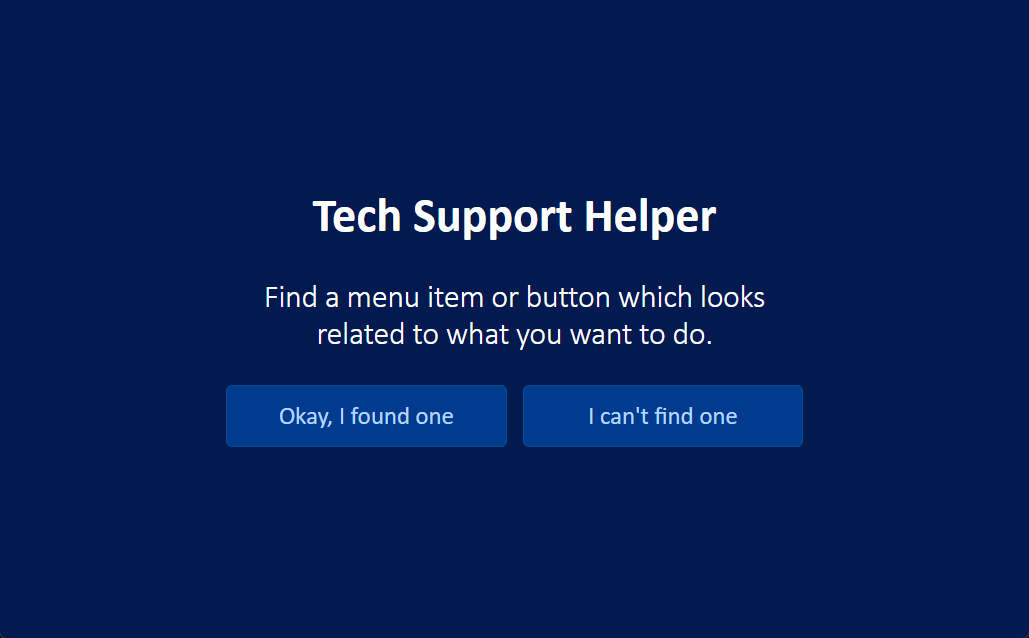 Tech Support Helper
Find a menu item or button which looks
related to what you want to do.
Okay, I found one
I can't find one